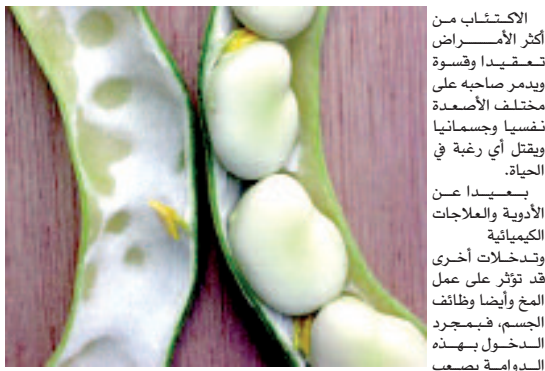 الاكتئاب من
أكثر الأمراض
تعقيدا وقسوة
ويدمر صاحبه على
مختلف الأصعدة
نفسيا وجسمانيا
ويقتل أي رغبة في
الحياة.
بعيدا عن
الأدوية والعلاجات
الكيميائية
وتدخلات أخرى
قد تؤثر على عمل
المخ وأيضا وظائف
الجسم، فبمجرد
الدخول بهذه
الدوامة يصعب